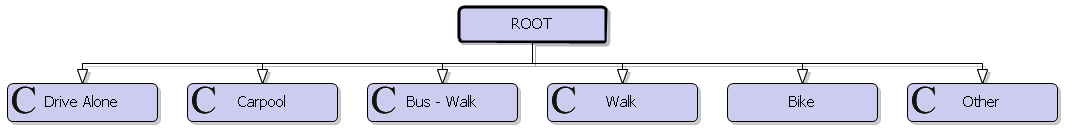 ROOT
C Drive Alone
C Carpool
C Bus - Walk
C Walk
Bike
C Other